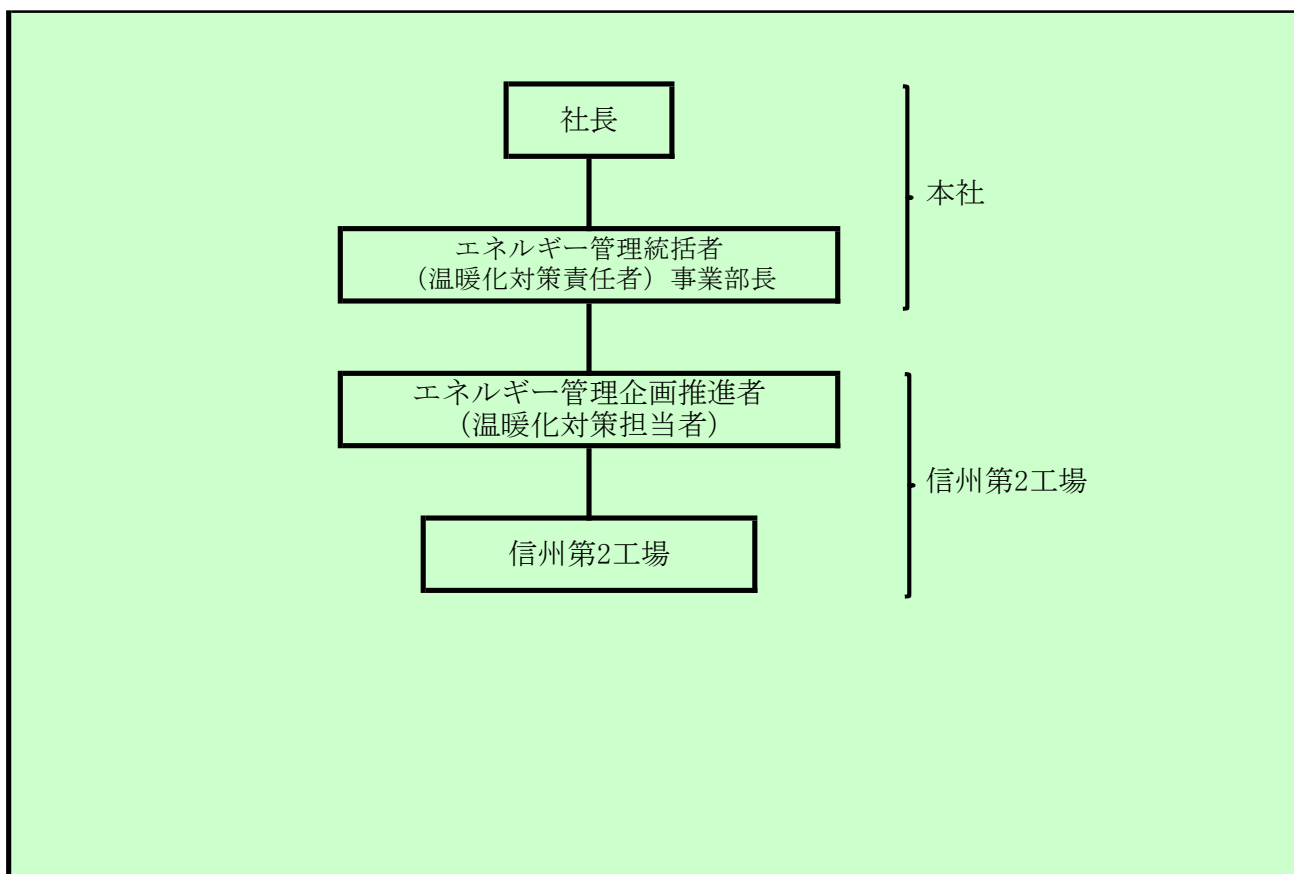 社長
本社
エネルギー管理統括者
（温暖化対策責任者）事業部長
エネルギー管理企画推進者
（温暖化対策担当者）
信州第2工場
信州第2工場